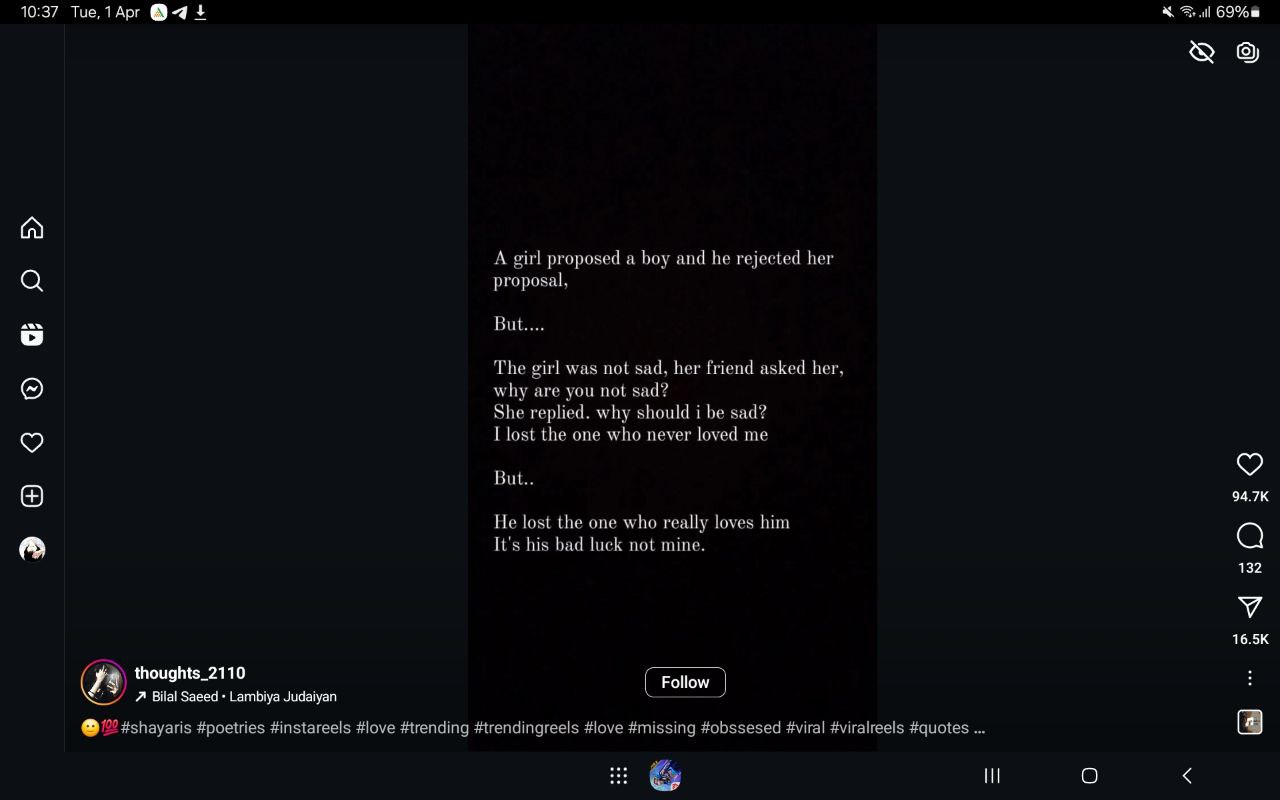 10:37 Tue, 1 Apr
69%
A girl proposed a boy and he rejected her
proposal,
But....
The girl was not sad, her friend asked her,
why are you not sad?
She replied. why should i be sad?
I lost the one who never loved me
But..
He lost the one who really loves him
It's his bad luck not mine.
94.7K
132
16.5K
thoughts_2110
Follow
Bilal Saeed • Lambiya Judaiyan
🙂💯#shayaris #poetries #instareels #love #trending #trendingreels #love #missing #obssesed #viral #viralreels #quotes ...